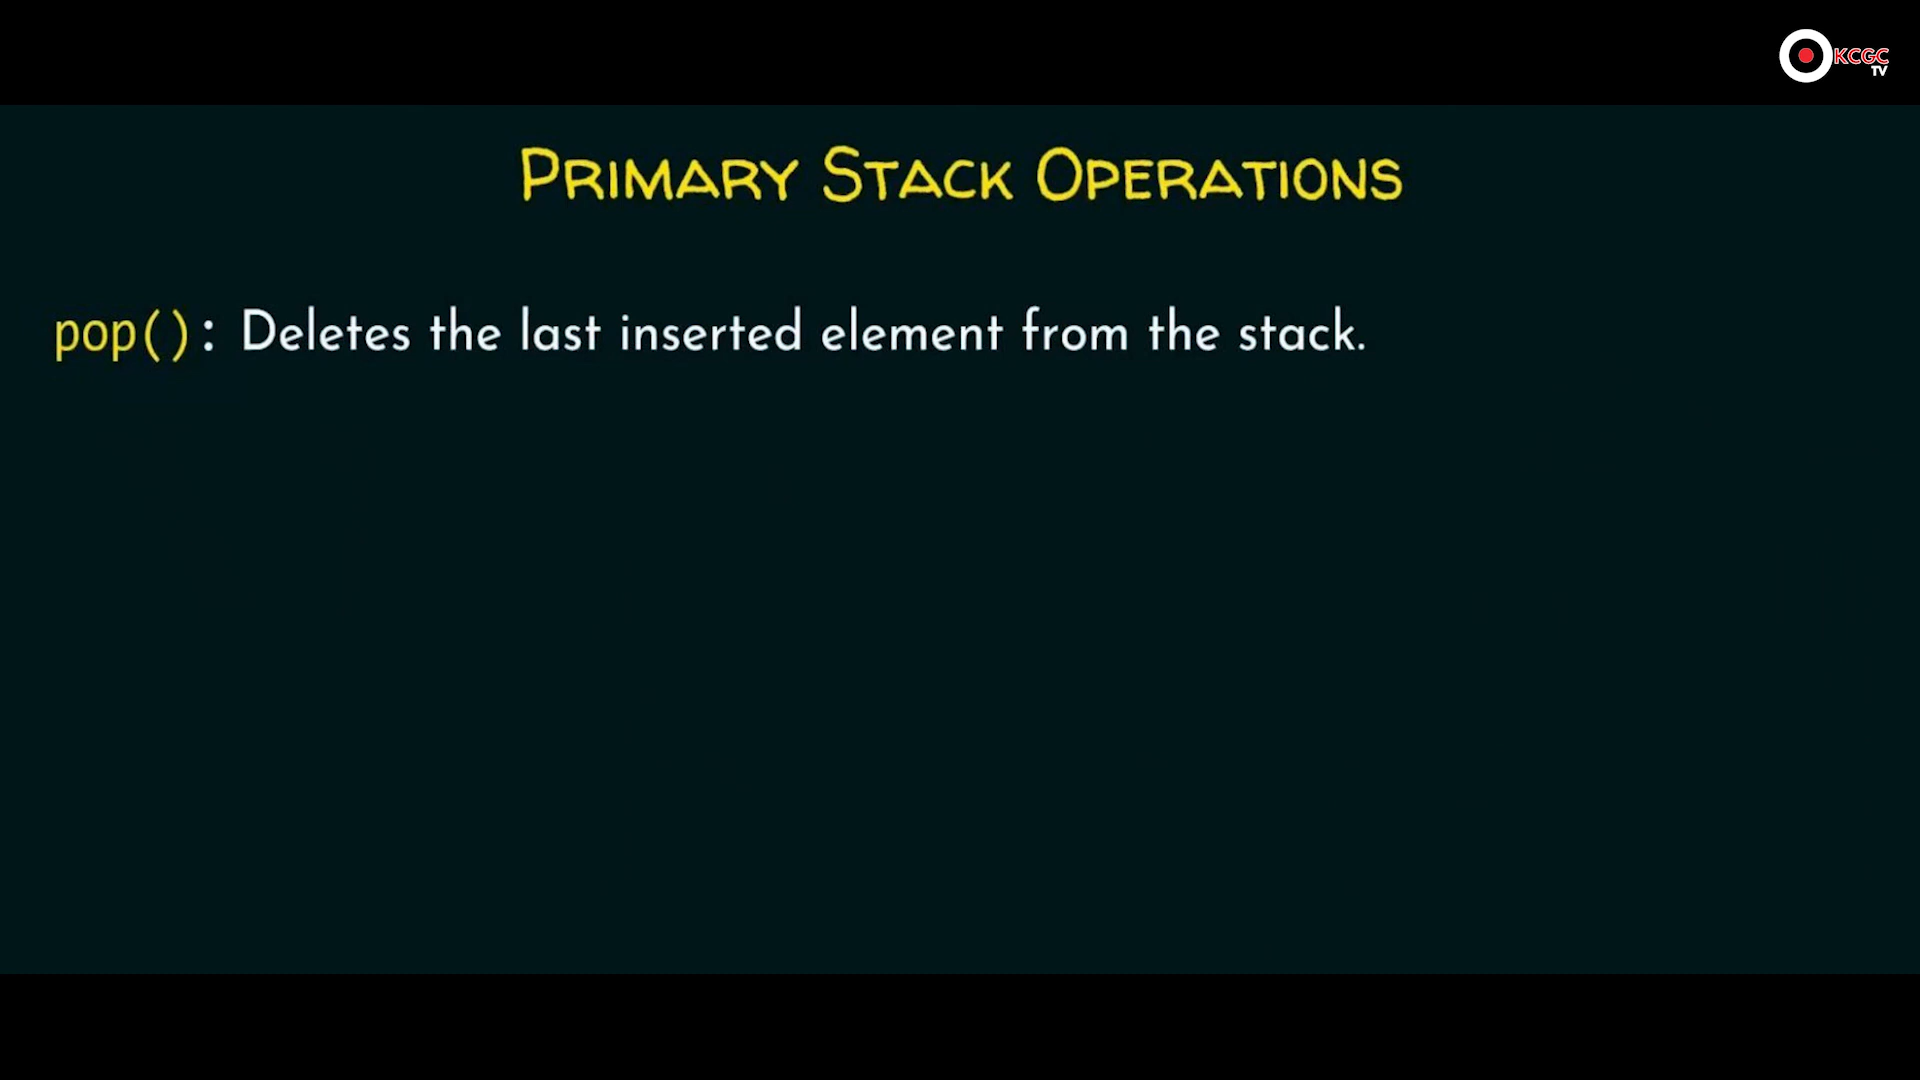 KCGC
TV
PRIMARY STACK OPERATIONS
pop(): Deletes the last inserted element from the stack.